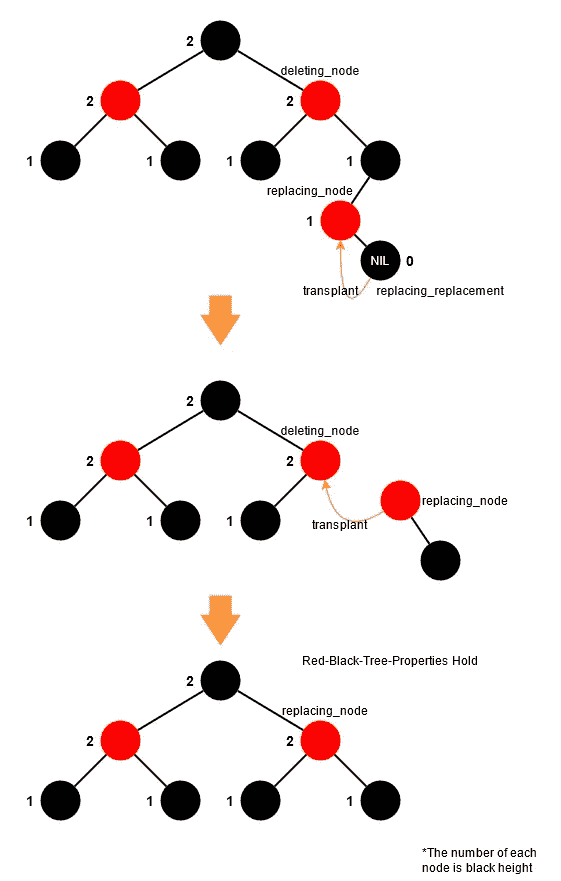 2
deleting_node
2
2
1
1
1
1
replacing_node
1
NIL
0
transplant
replacing_replacement
2
deleting_node
2
2
replacing_node
1
1
1
transplant
Red-Black-Tree-Properties Hold
2
replacing_node
2
2
1
1
1
1
*The number of each
node is black height